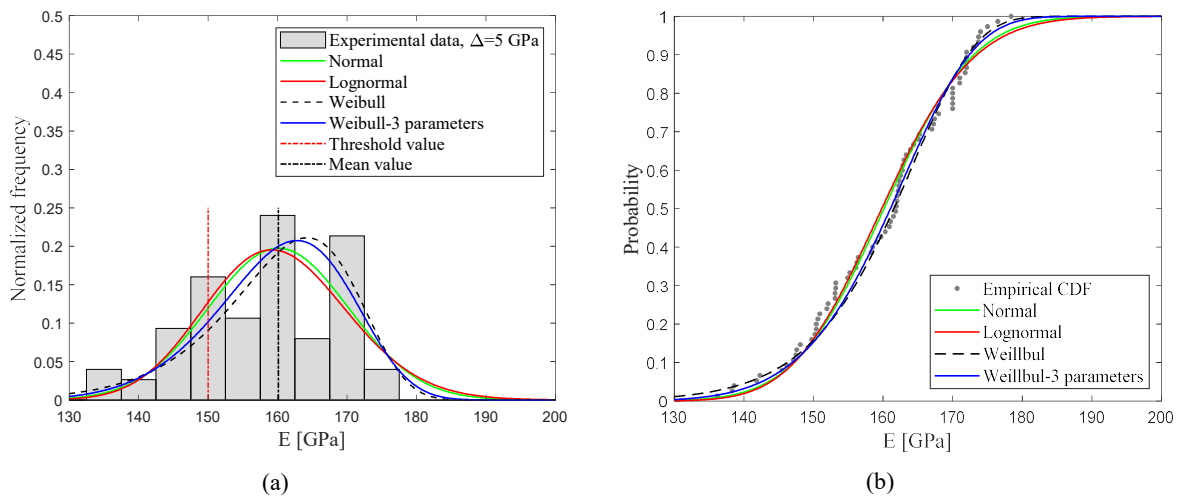 0.5
0.45
0.4
0.35
0.3
0.25
0.2
0.15
0.1
0.05
0
Normalized frequency
130 140 150 160 170 180 190 200
E [GPa]
Experimental data, Δ=5 GPa
Normal
Lognormal
Weibull
Weibull-3 parameters
Threshold value
Mean value
(a)
1
0.9
0.8
0.7
0.6
0.5
0.4
0.3
0.2
0.1
0
Probability
130 140 150 160 170 180 190 200
E [GPa]
Empirical CDF
Normal
Lognormal
Weillbul
Weillbul-3 parameters
(b)